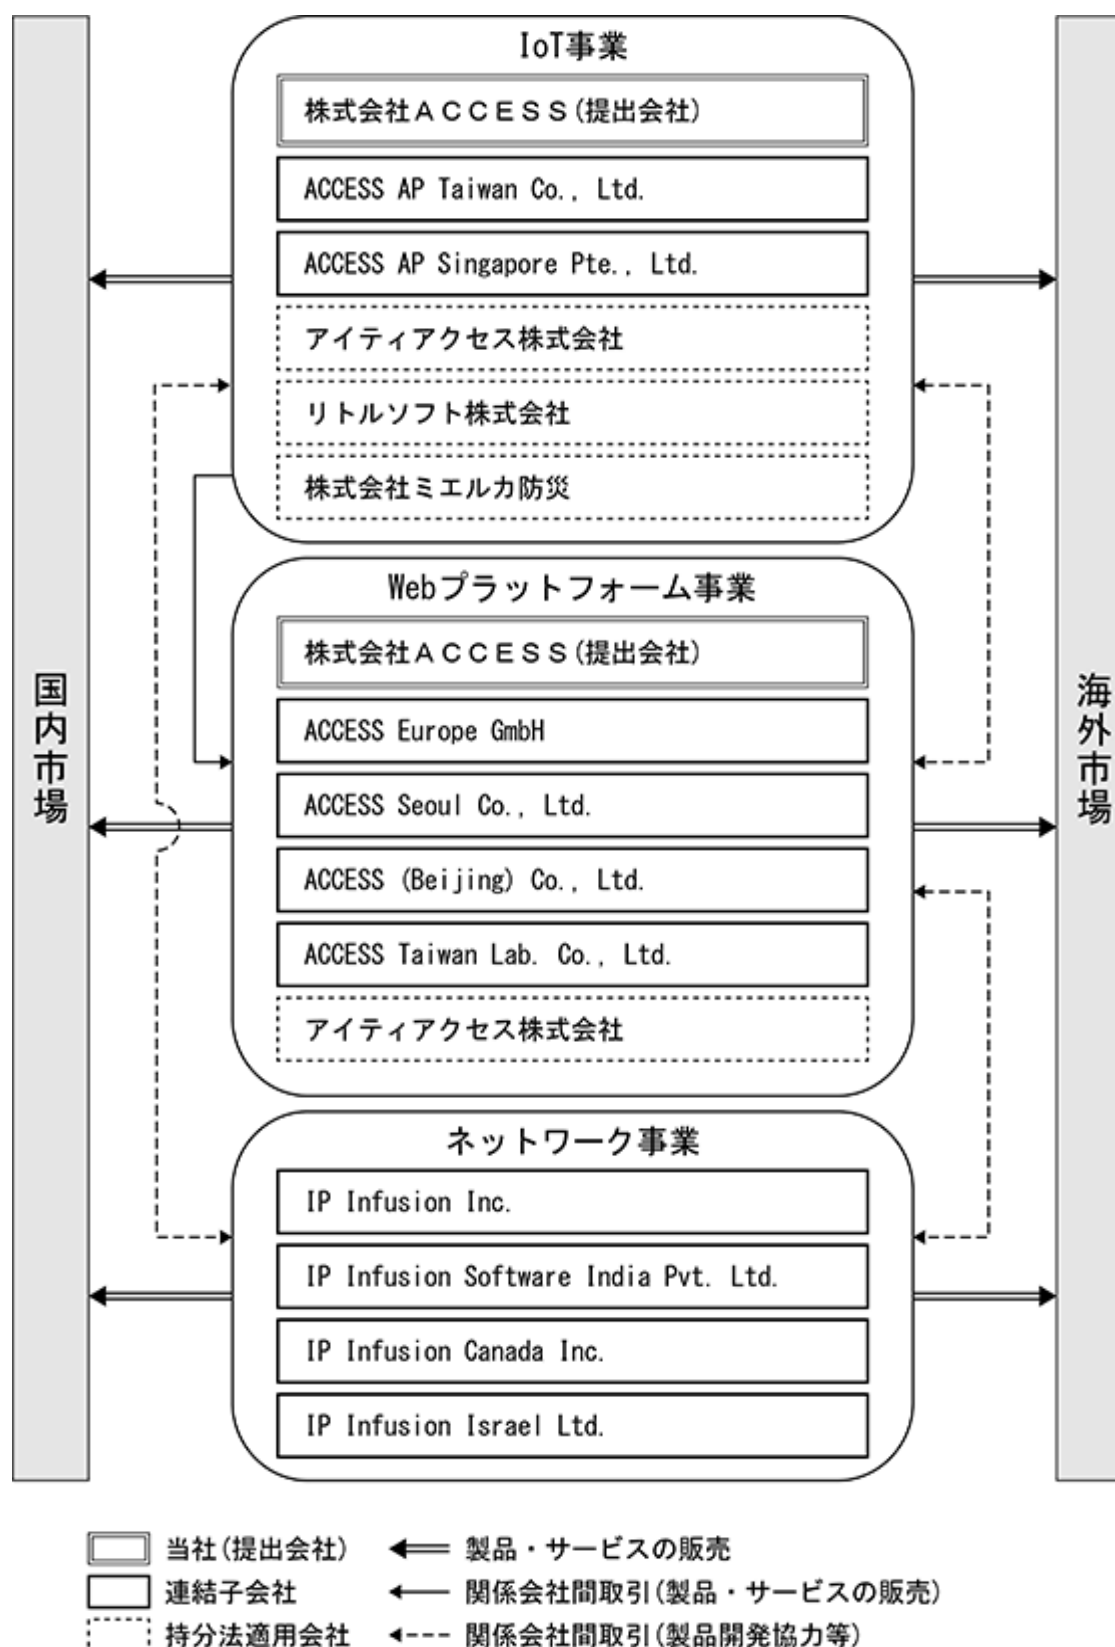 IoT事業
株式会社ＡＣＣＥＳＳ(提出会社)
ACCESS AP Taiwan Co., Ltd.
ACCESS AP Singapore Pte., Ltd.
アイティアクセス株式会社
リトルソフト株式会社
株式会社ミエルカ防災
Webプラットフォーム事業
株式会社ＡＣＣＥＳＳ(提出会社)
ACCESS Europe GmbH
ACCESS Seoul Co., Ltd.
ACCESS (Beijing) Co., Ltd.
ACCESS Taiwan Lab. Co., Ltd.
アイティアクセス株式会社
ネットワーク事業
IP Infusion Inc.
IP Infusion Software India Pvt. Ltd.
IP Infusion Canada Inc.
IP Infusion Israel Ltd.
国内市場
海外市場
当社(提出会社)
製品・サービスの販売
連結子会社
関係会社間取引(製品・サービスの販売)
持分法適用会社
関係会社間取引(製品開発協力等)